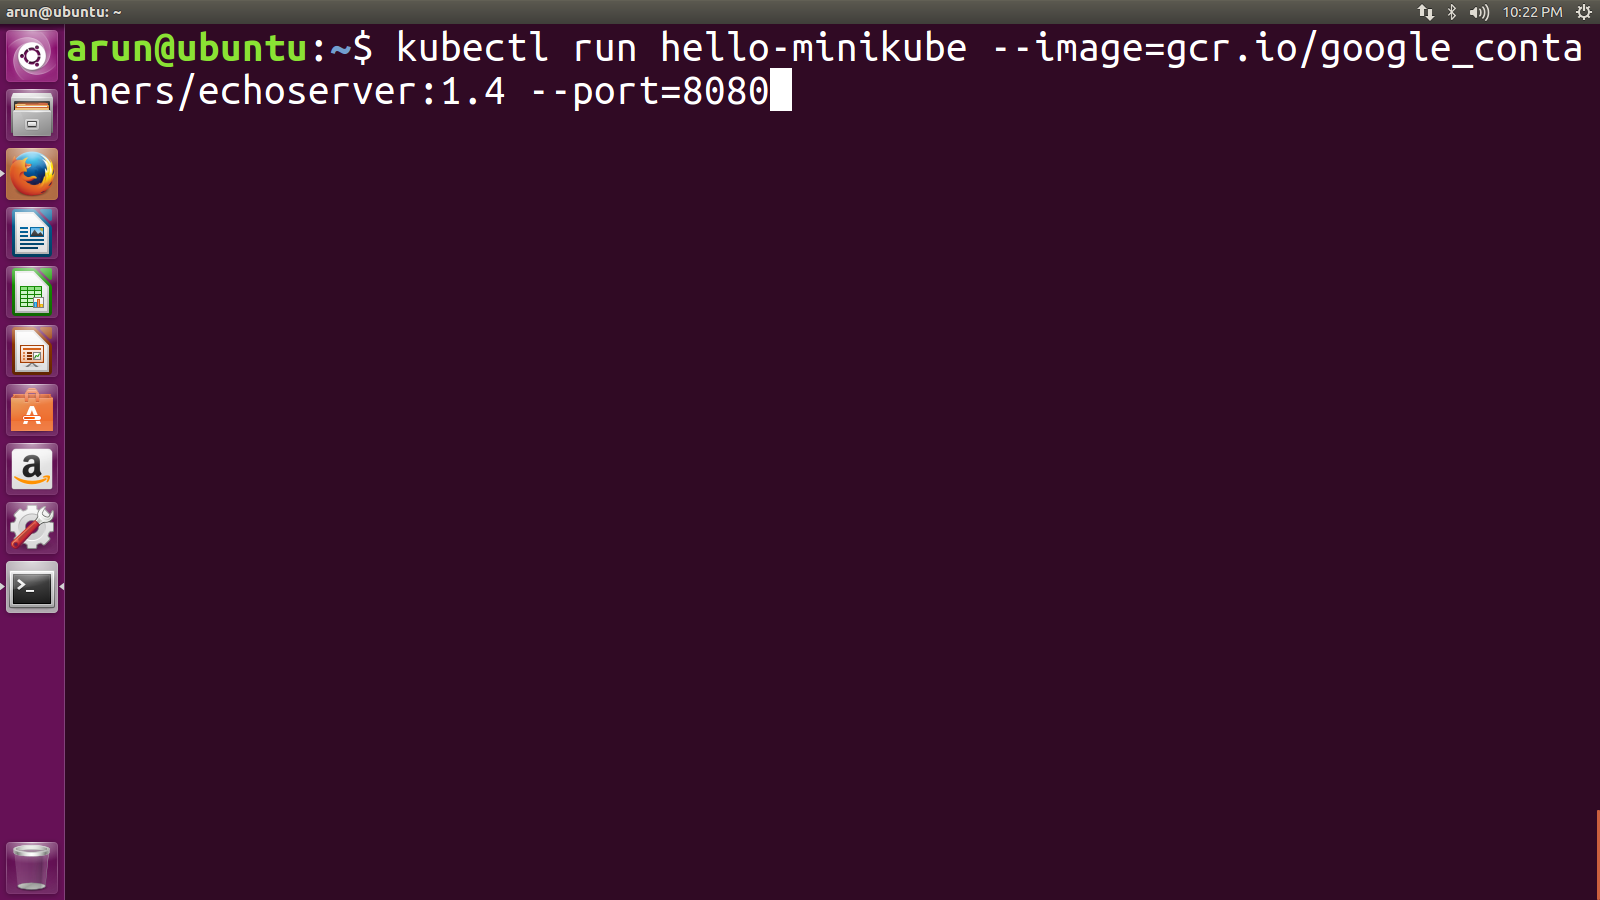 arun@ubuntu: ~
10:22 PM
arun@ubuntu:~$ kubectl run hello-minikube --image=gcr.io/google_conta
iners/echoserver:1.4 --port=8080